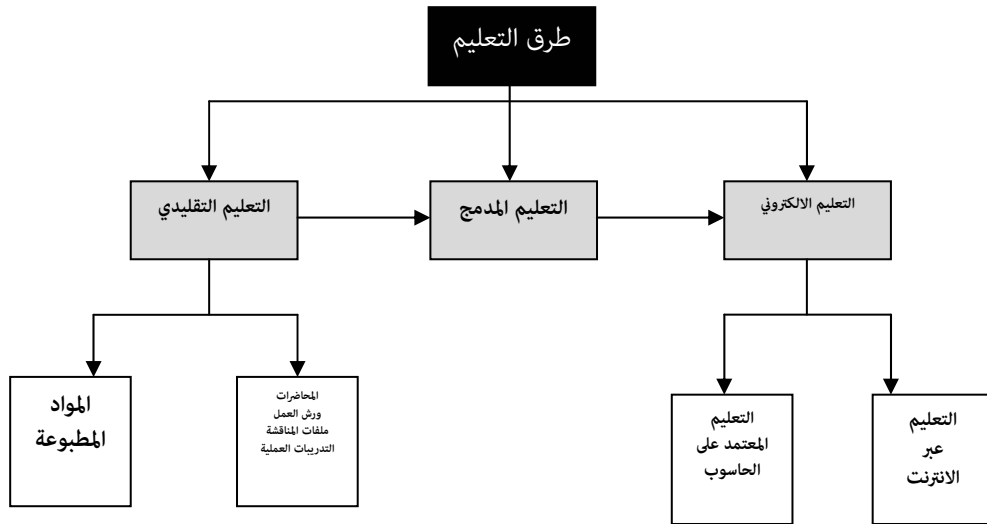 طرق التعليم
التعليم الالكتروني
التعليم المدمج
التعليم التقليدي
التعليم
عبر
الانترنت
التعليم
المعتمد على
الحاسوب
المحاضرات
ورش العمل
ملفات المناقشة
التدريبات العملية
المواد
المطبوعة